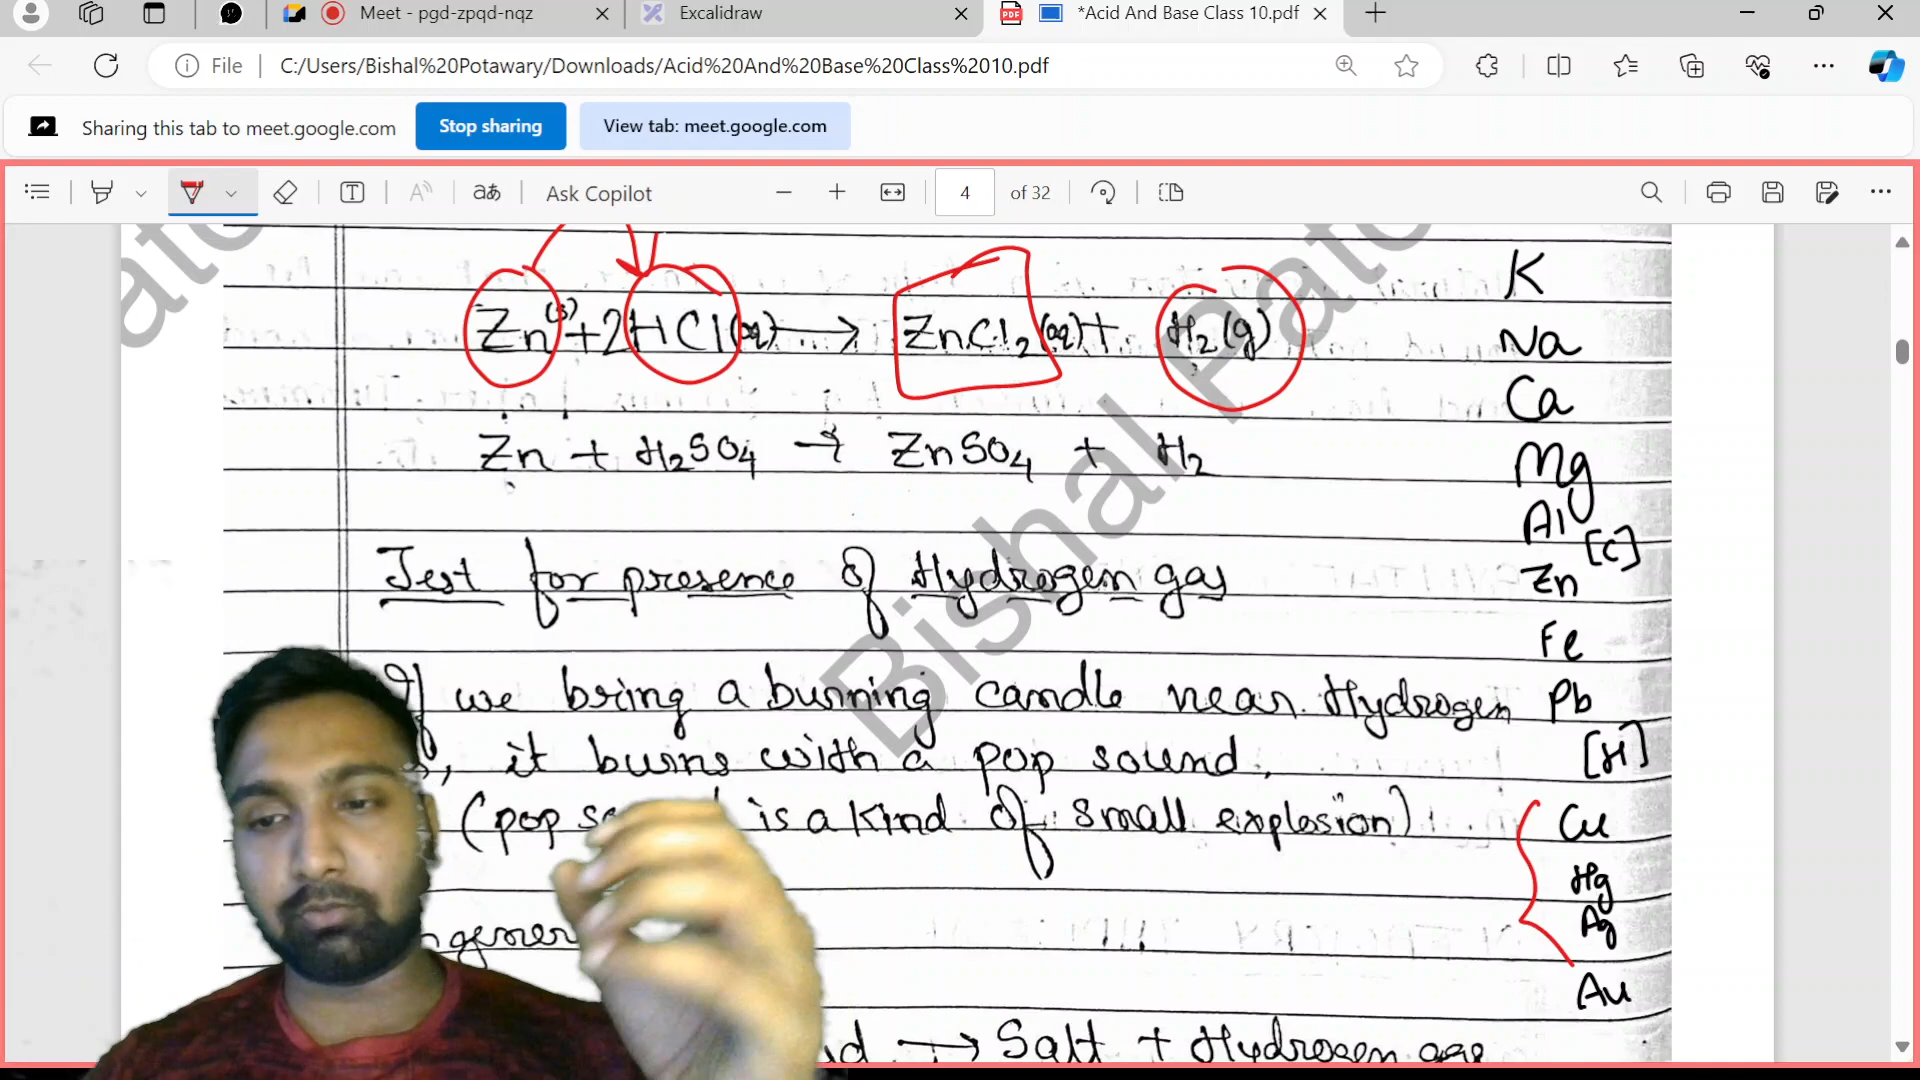 Meet - pgd-zpqd-nqz
Excalidraw
*Acid And Base Class 10.pdf
File
C:/Users/Bishal%20Potawary/Downloads/Acid%20And%20Base%20Class%2010.pdf
Sharing this tab to meet.google.com
Stop sharing
View tab: meet.google.com
Ask Copilot
4 of 32
Zn(s) + 2HCl(aq) → ZnCl2(aq) + H2(g)
Zn + H2SO4 → ZnSO4 + H2
Test for presence of Hydrogen gas
If we bring a burning candle near Hydrogen
it burns with a pop sound.
(pop is a kind of small explosion)
→ Salt + Hydrogen gas
K
Na
Ca
Mg
Al
[C]
Zn
Fe
Pb
[H]
Cu
Hg
Ag
Au
Bishal Pato